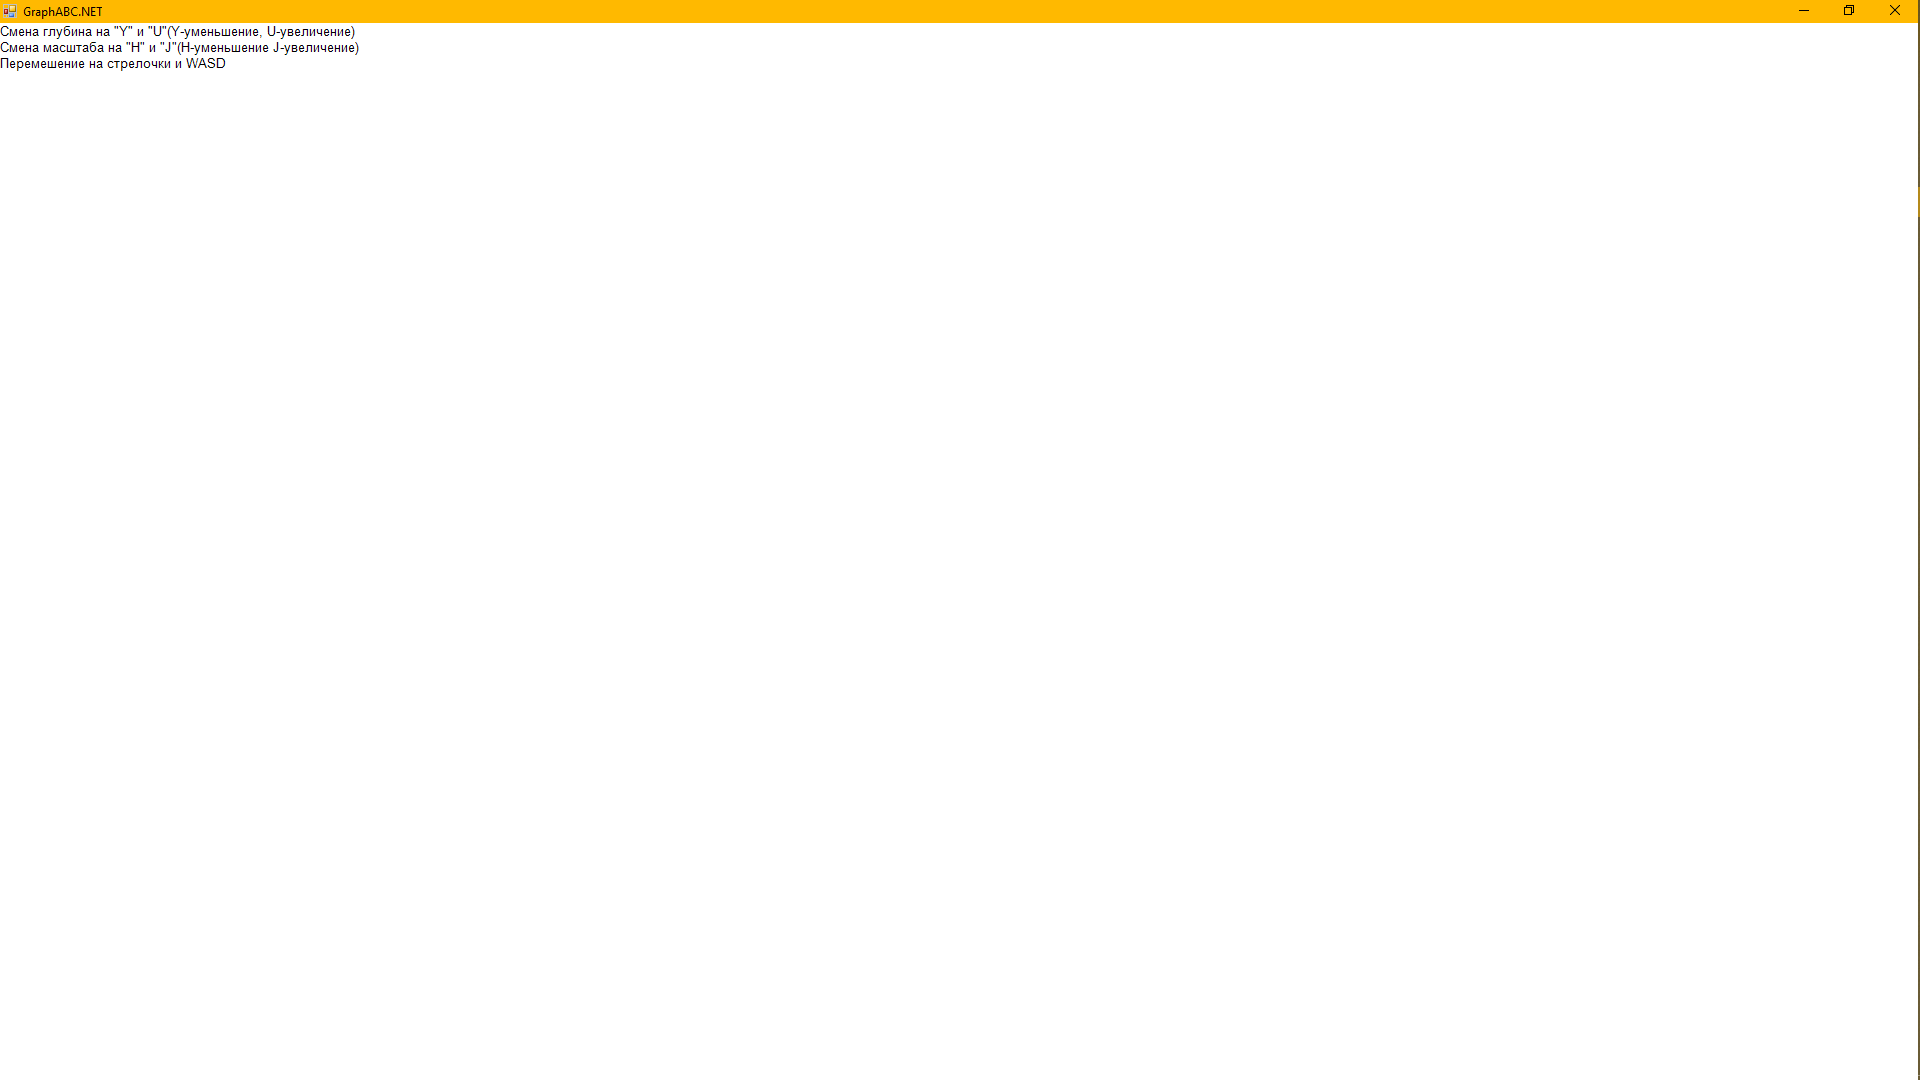 GraphABC.NET
Смена глубина на "Y" и "U"(Y-уменьшение, U-увеличение)
Смена масштаба на "H" и "J"(H-уменьшение J-увеличение)
Перемешение на стрелочки и WASD